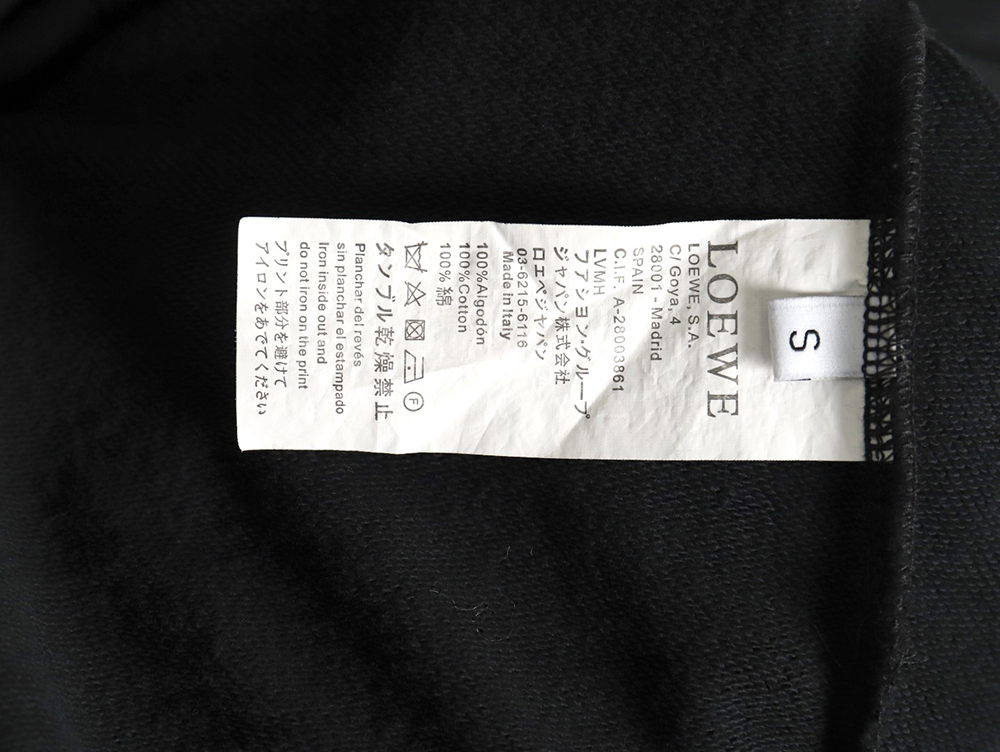 LOEWE
S
LOEWE, S.A.
C/ Goya, 4
28001 - Madrid
SPAIN
C.I.F. A-28003861
LVMH
ファション・グループ
ジャパン株式会社
ロエベジャパン
03-6215-6116
Made in Italy
100%Algodón
100%Cotton
100%綿
F
タンブル乾燥禁止
Planchar del revés
sin planchar el estampado
Iron inside out and
do not iron on the print
プリント部分を避けて
アイロンをあててください